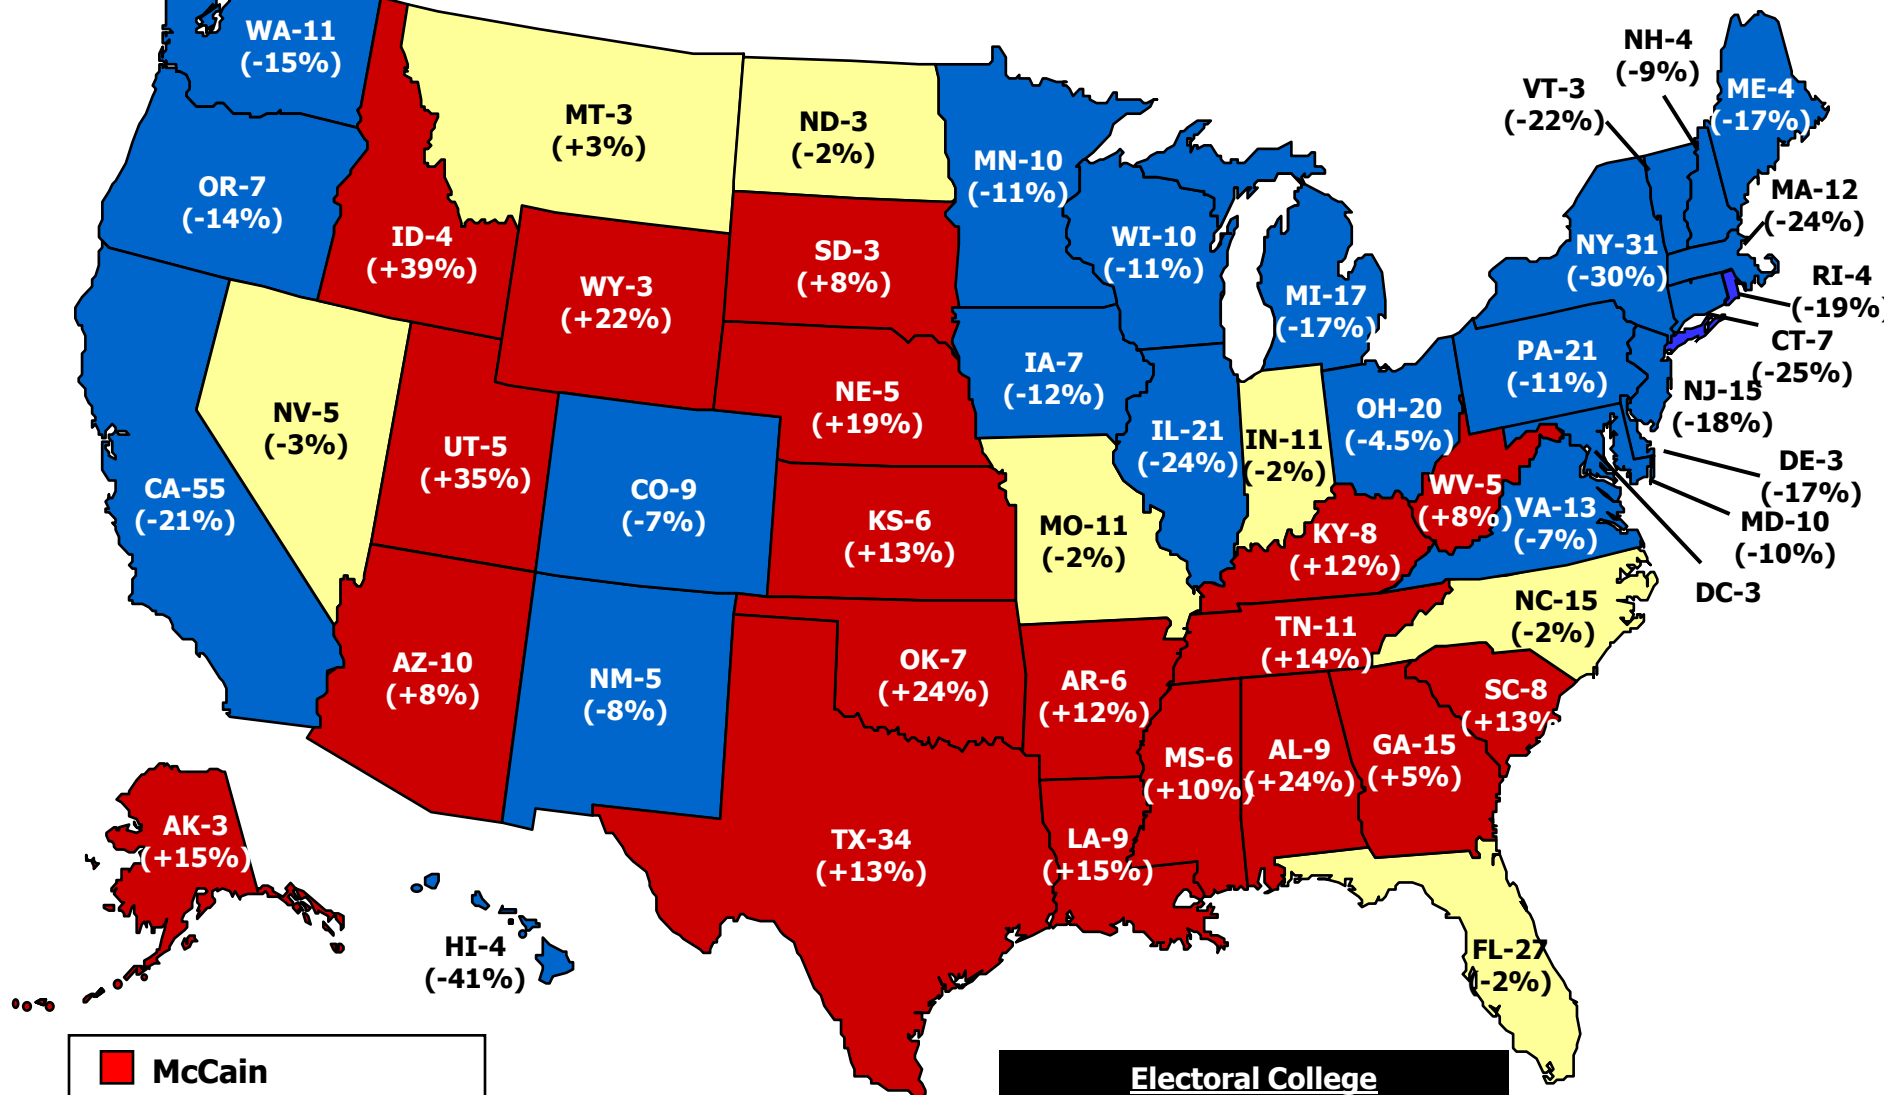 WA-11
(-15%)
MT-3
(+3%)
ND-3
(-2%)
MN-10
(-11%)
NH-4
(-9%)
VT-3
(-22%)
ME-4
(-17%)
OR-7
(-14%)
ID-4
(+39%)
WY-3
(+22%)
SD-3
(+8%)
WI-10
(-11%)
MI-17
(-17%)
NY-31
(-30%)
MA-12
(-24%)
RI-4
(-19%)
CT-7
(-25%)
NV-5
(-3%)
UT-5
(+35%)
NE-5
(+19%)
IA-7
(-12%)
IL-21
(-24%)
IN-11
(-2%)
OH-20
(-4.5%)
PA-21
(-11%)
NJ-15
(-18%)
DE-3
(-17%)
MD-10
(-10%)
DC-3
CA-55
(-21%)
CO-9
(-7%)
KS-6
(+13%)
MO-11
(-2%)
KY-8
(+12%)
WV-5
(+8%)
VA-13
(-7%)
AZ-10
(+8%)
NM-5
(-8%)
OK-7
(+24%)
AR-6
(+12%)
TN-11
(+14%)
NC-15
(-2%)
SC-8
(+13%
TX-34
(+13%)
LA-9
(+15%)
MS-6
(+10%)
AL-9
(+24%)
GA-15
(+5%)
FL-27
(-2%)
AK-3
(+15%)
HI-4
(-41%)
McCain
Electoral College